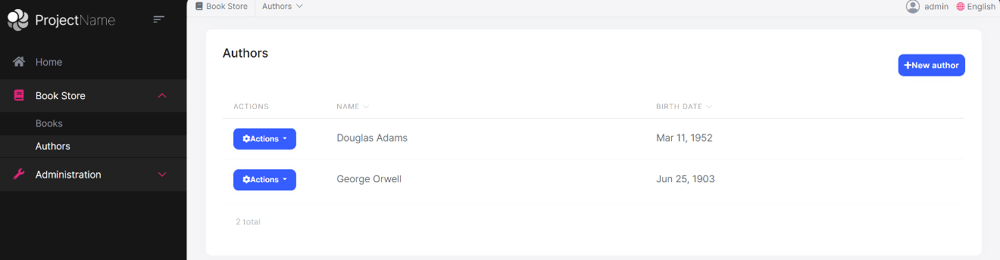 ProjectName
Home
Book Store
Books
Authors
Administration
Book Store Authors
admin English
Authors
New author
ACTIONS NAME BIRTH DATE
Actions Douglas Adams Mar 11, 1952
Actions George Orwell Jun 25, 1903
2 total